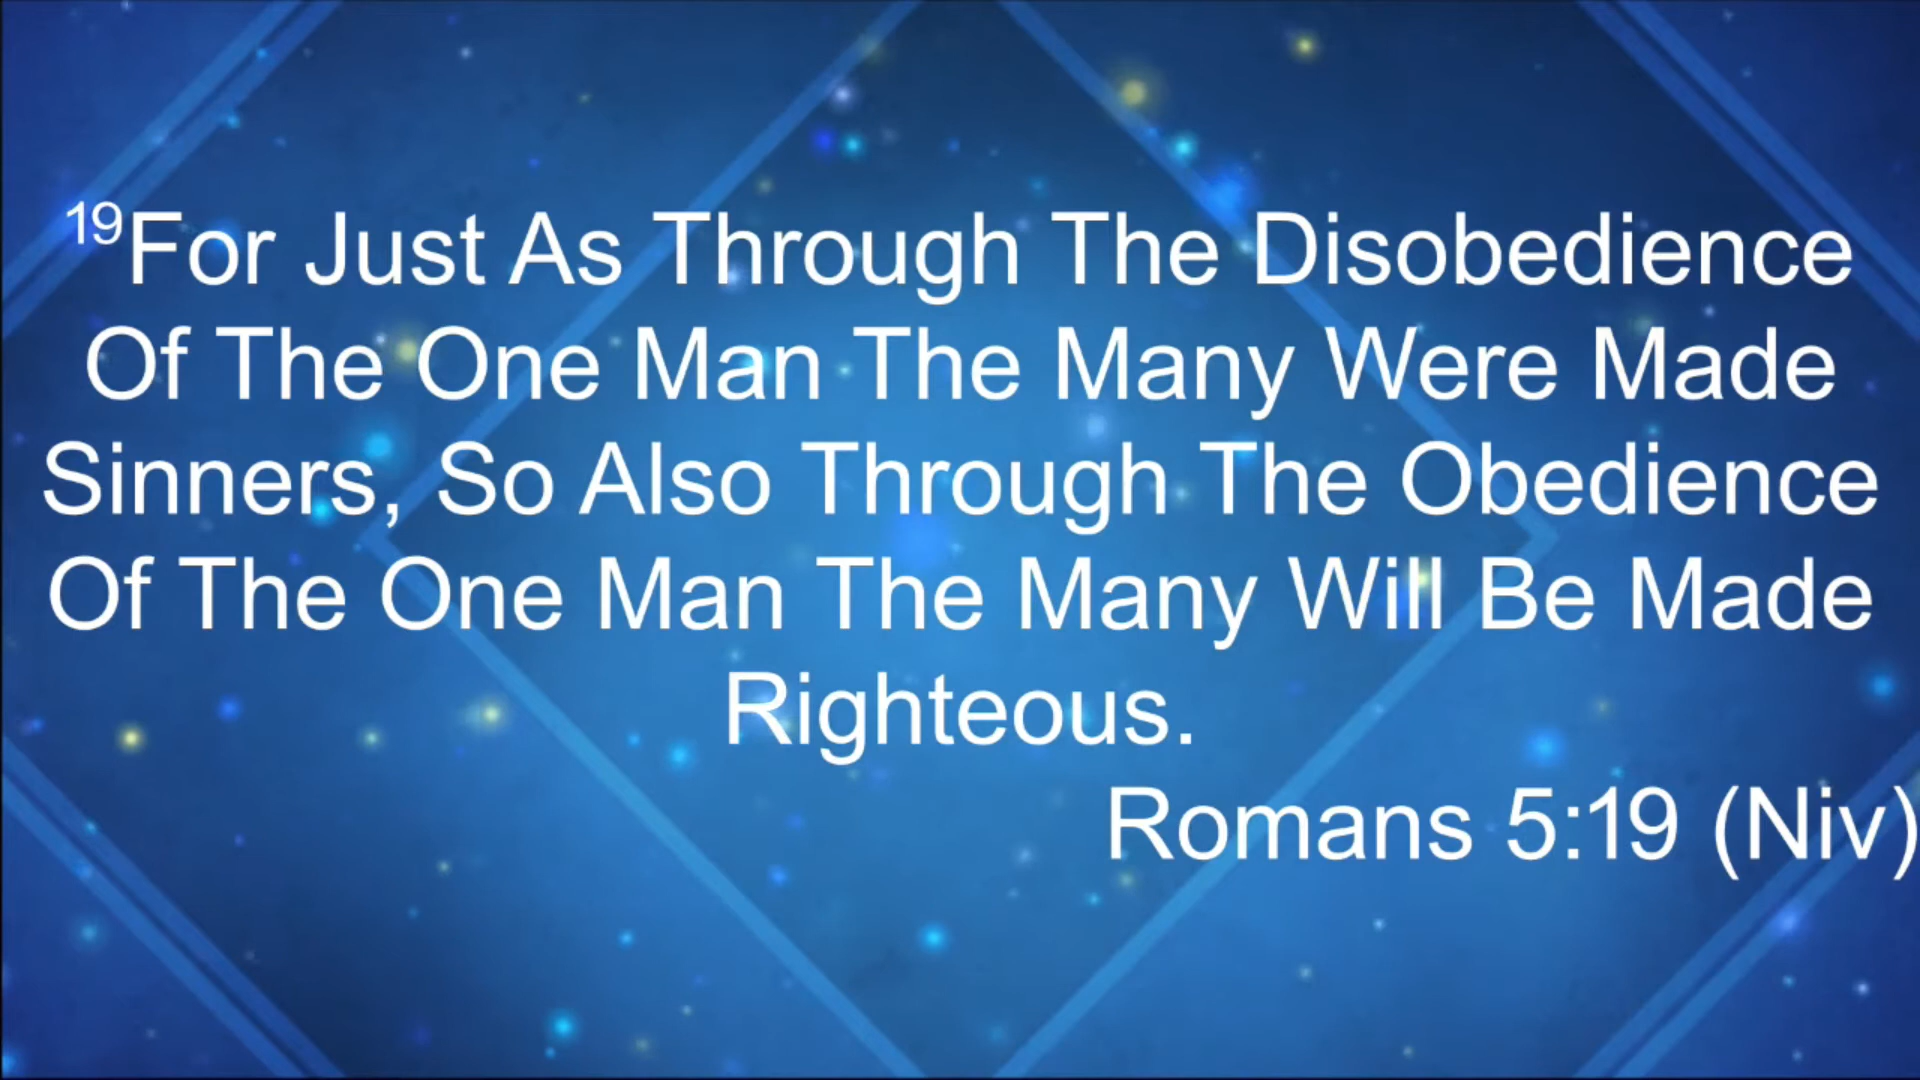 19For Just As Through The Disobedience
Of The One Man The Many Were Made
Sinners, So Also Through The Obedience
Of The One Man The Many Will Be Made
Righteous.
Romans 5:19 (Niv)